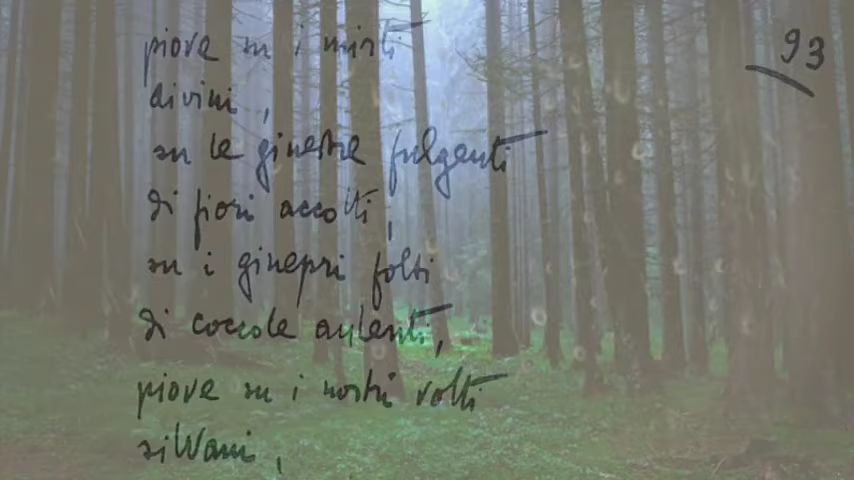 93
piove su i mirti
divini,
su le ginestre fulgenti
di fiori accolti,
su i ginepri folti
di coccole aulenti,
piove su i nostri volti
silvani,